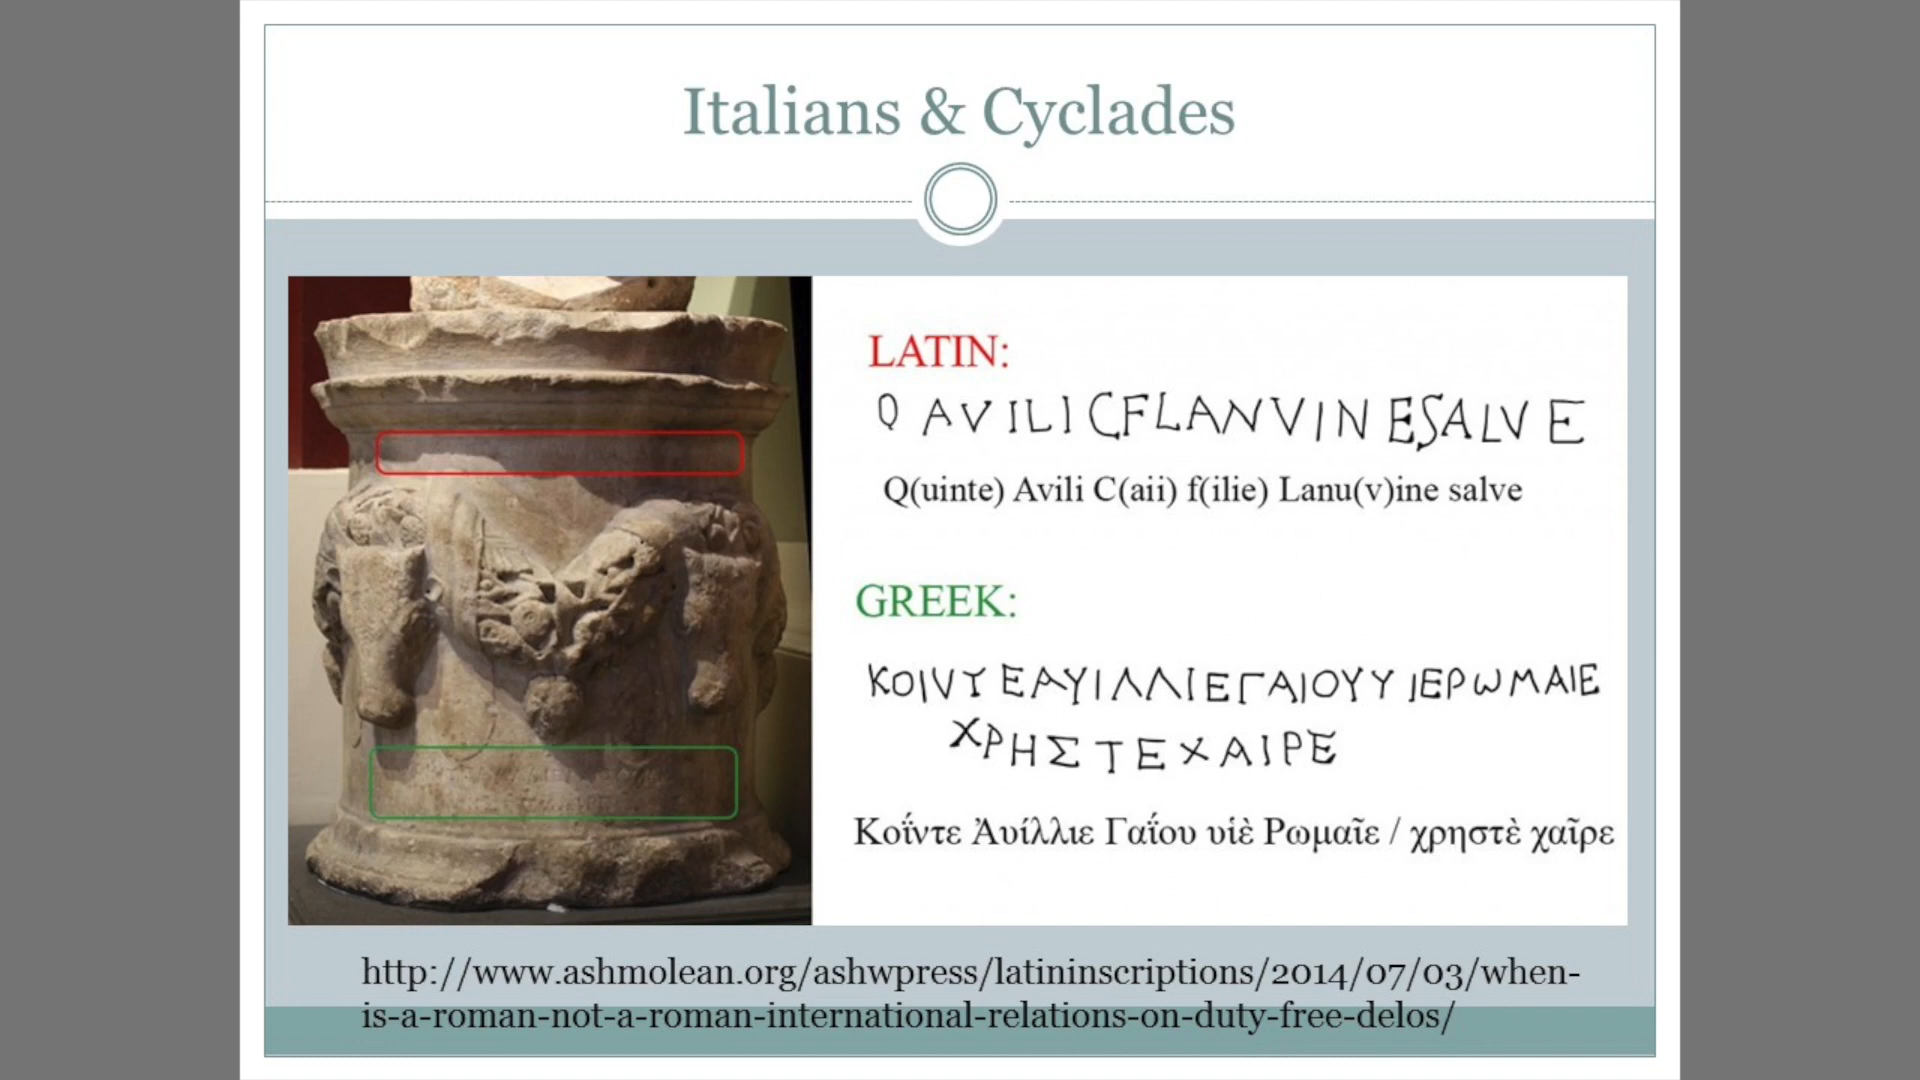 Italians & Cyclades
LATIN:
Q AVILI CFLANVIN ESALVE
Q(uinte) Avili C(aii) f(ilie) Lanu(v)ine salve
GREEK:
ΚΟΙΝΤΕΑΥΙΛΛΙΕΓΑΙΟΥΥΙΕΡΩΜΑΙΕ
ΧΡΗΣΤΕΧΑΙΡΕ
Κοΐντε Ἀυίλλιε Γαΐου υἱὲ Ρωμαῖε / χρηστὲ χαῖρε
http://www.ashmolean.org/ashwpress/latininscriptions/2014/07/03/when-
is-a-roman-not-a-roman-international-relations-on-duty-free-delos/